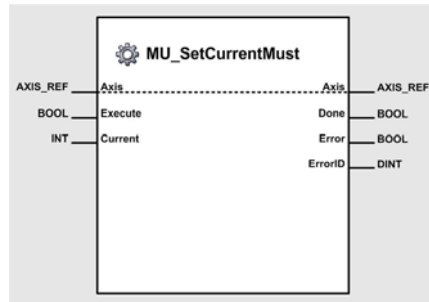 MU_SetCurrentMust
AXIS_REF Axis Axis AXIS_REF
BOOL Execute Done BOOL
INT Current Error BOOL
ErrorID DINT